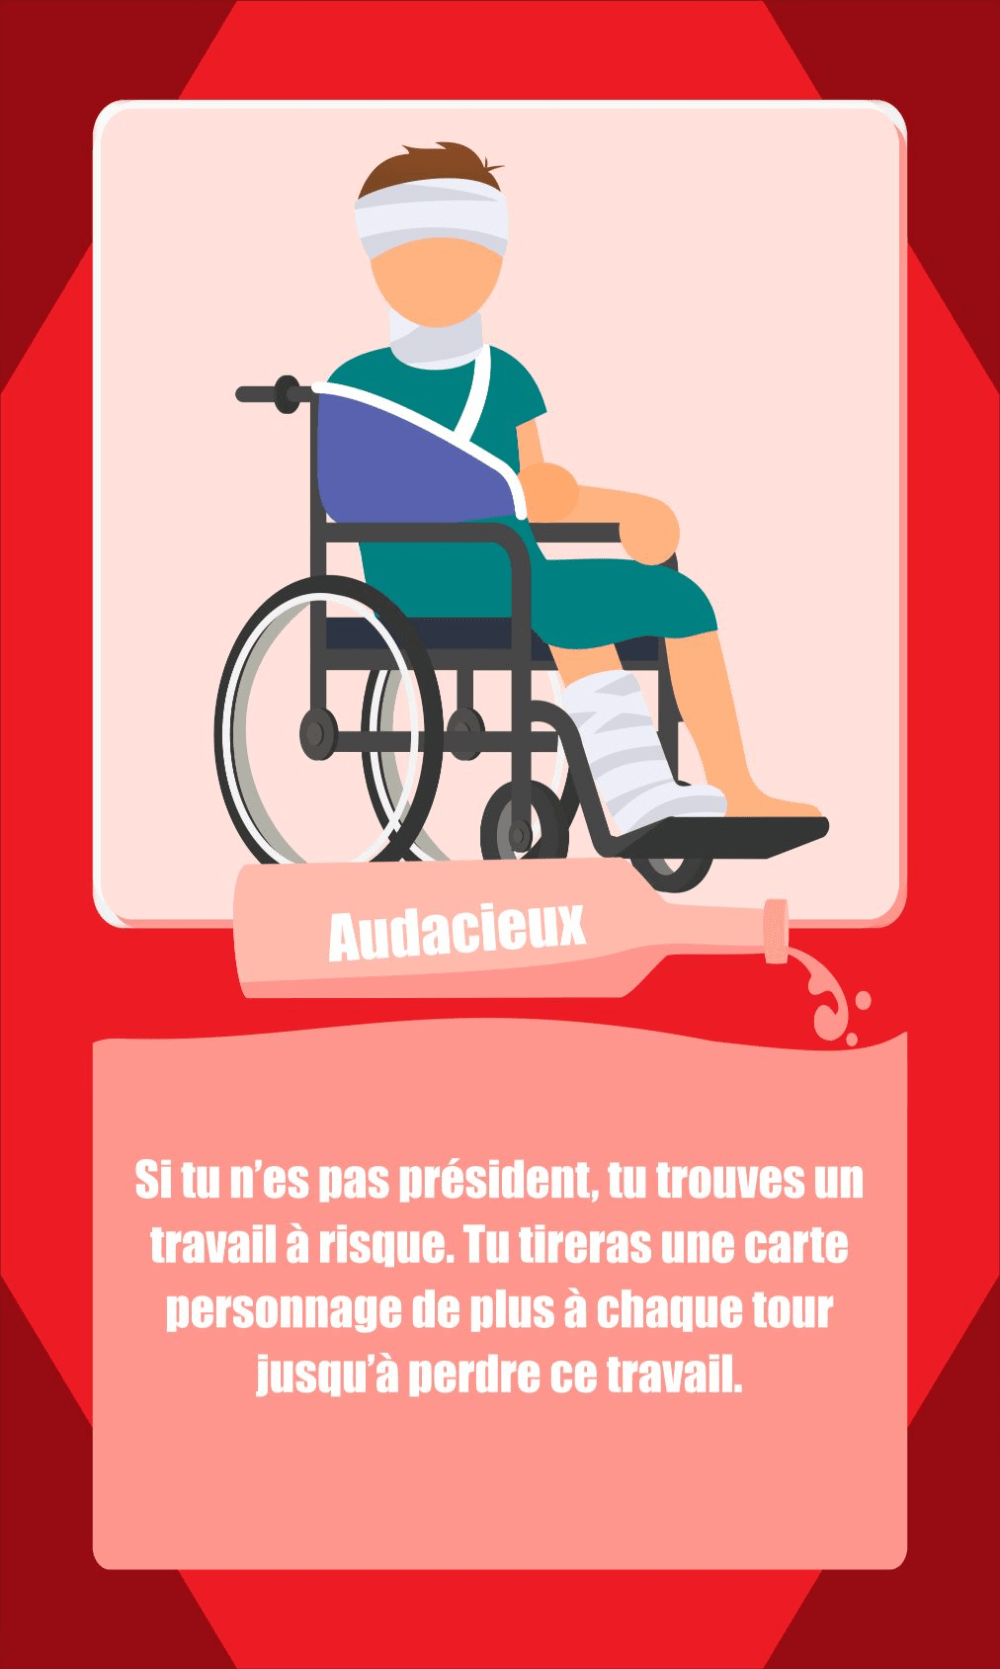 Audacieux
Si tu n’es pas président, tu trouves un
travail à risque. Tu tireras une carte
personnage de plus à chaque tour
jusqu’à perdre ce travail.